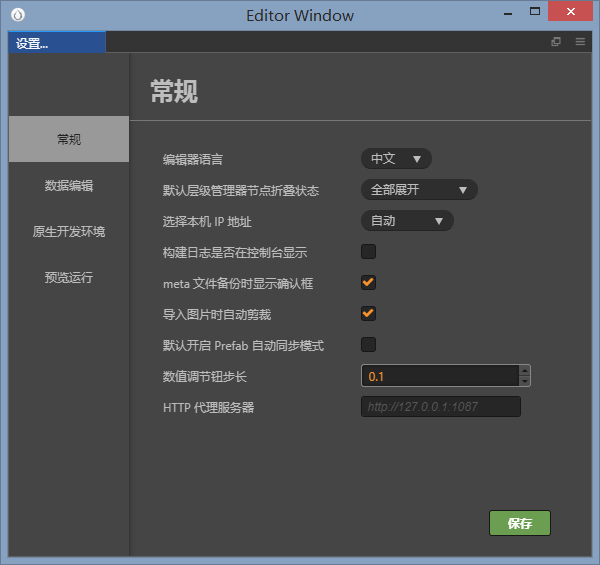 Editor Window
设置...
常规
数据编辑
原生开发环境
预览运行
常规
编辑器语言 中文
默认层级管理器节点折叠状态 全部展开
选择本机 IP 地址 自动
构建日志是否在控制台显示
meta 文件备份时显示确认框
导入图片时自动剪裁
默认开启 Prefab 自动同步模式
数值调节钮步长 0.1
HTTP 代理服务器 http://127.0.0.1:1087
保存